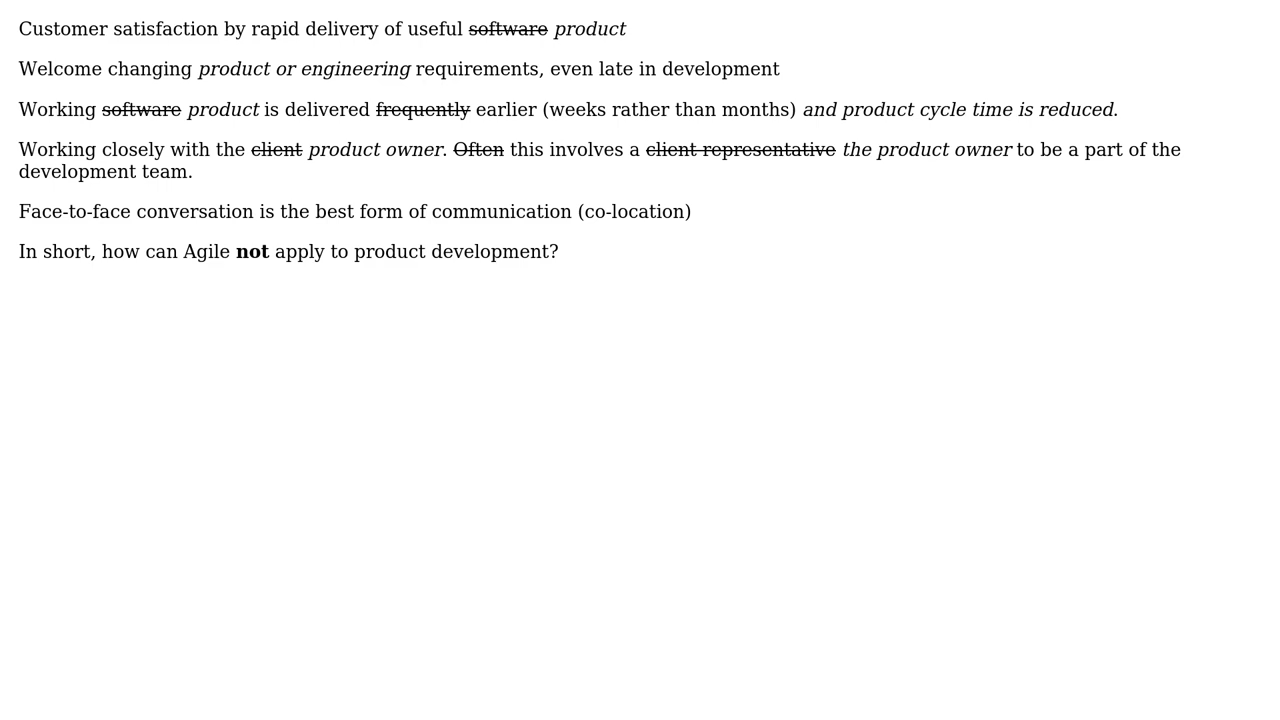 Customer satisfaction by rapid delivery of useful software product
Welcome changing product or engineering requirements, even late in development
Working software product is delivered frequently earlier (weeks rather than months) and product cycle time is reduced.
Working closely with the client product owner. Often this involves a client representative the product owner to be a part of the
development team.
Face-to-face conversation is the best form of communication (co-location)
In short, how can Agile not apply to product development?